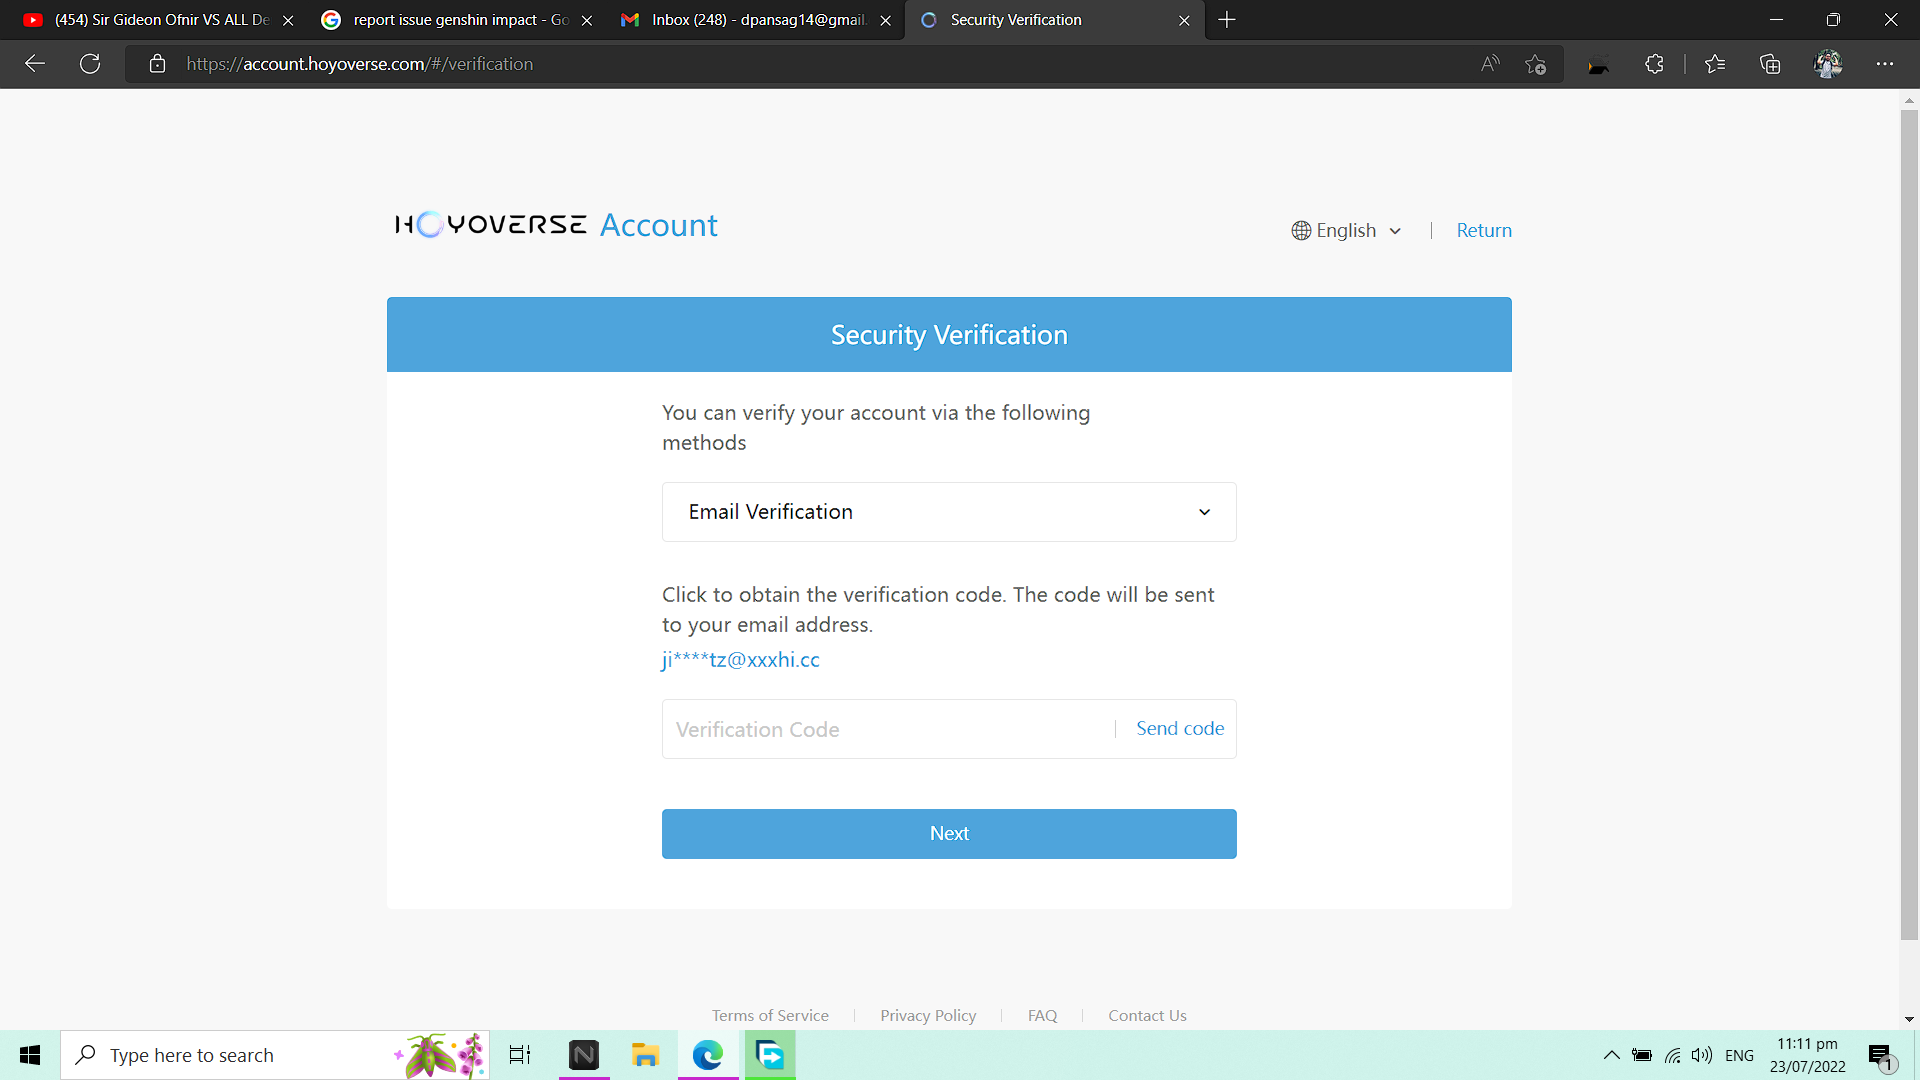 (454) Sir Gideon Ofnir VS ALL De
report issue genshin impact - Go
Inbox (248) - dpansag14@gmail.
Security Verification
https://account.hoyoverse.com/#/verification
HOYOVERSE Account
English
Return
Security Verification
You can verify your account via the following
methods
Email Verification
Click to obtain the verification code. The code will be sent
to your email address.
ji****tz@xxxhi.cc
Verification Code
Send code
Next
Terms of Service
Privacy Policy
FAQ
Contact Us
Type here to search
ENG
11:11 pm
23/07/2022
1